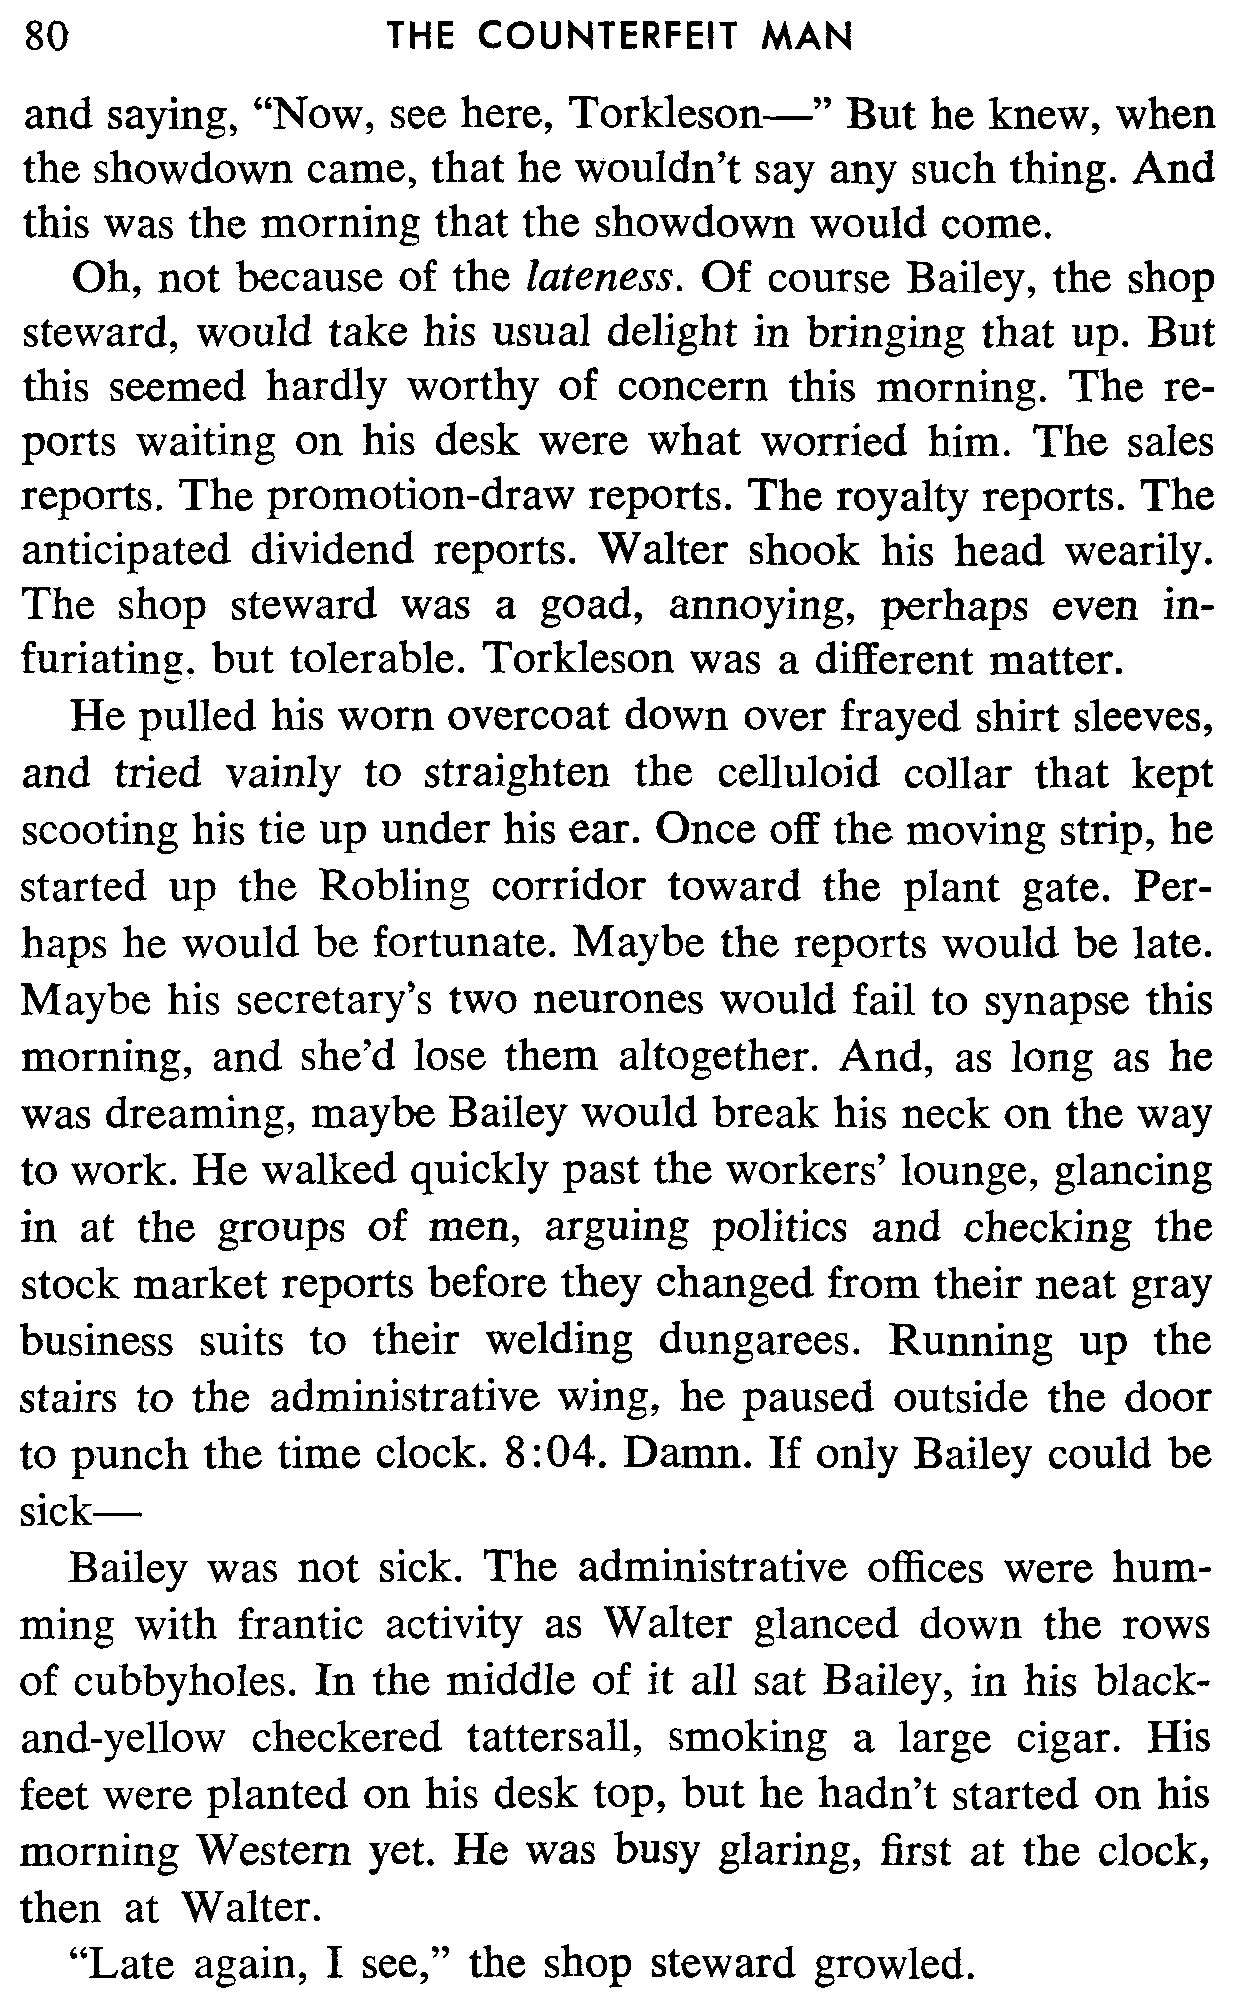 80 THE COUNTERFEIT MAN
and saying, “Now, see here, Torkleson—” But he knew, when
the showdown came, that he wouldn’t say any such thing. And
this was the morning that the showdown would come.
Oh, not because of the lateness. Of course Bailey, the shop
steward, would take his usual delight in bringing that up. But
this seemed hardly worthy of concern this morning. The re-
ports waiting on his desk were what worried him. The sales
reports. The promotion-draw reports. The royalty reports. The
anticipated dividend reports. Walter shook his head wearily.
The shop steward was a goad, annoying, perhaps even in-
furiating. but tolerable. Torkleson was a different matter.
He pulled his worn overcoat down over frayed shirt sleeves,
and tried vainly to straighten the celluloid collar that kept
scooting his tie up under his ear. Once off the moving strip, he
started up the Robling corridor toward the plant gate. Per-
haps he would be fortunate. Maybe the reports would be late.
Maybe his secretary’s two neurones would fail to synapse this
morning, and she’d lose them altogether. And, as long as he
was dreaming, maybe Bailey would break his neck on the way
to work. He walked quickly past the workers’ lounge, glancing
in at the groups of men, arguing politics and checking the
stock market reports before they changed from their neat gray
business suits to their welding dungarees. Running up the
stairs to the administrative wing, he paused outside the door
to punch the time clock. 8:04. Damn. If only Bailey could be
sick—
Bailey was not sick. The administrative offices were hum-
ming with frantic activity as Walter glanced down the rows
of cubbyholes. In the middle of it all sat Bailey, in his black-
and-yellow checkered tattersall, smoking a large cigar. His
feet were planted on his desk top, but he hadn’t started on his
morning Western yet. He was busy glaring, first at the clock,
then at Walter.
“Late again, I see,” the shop steward growled.